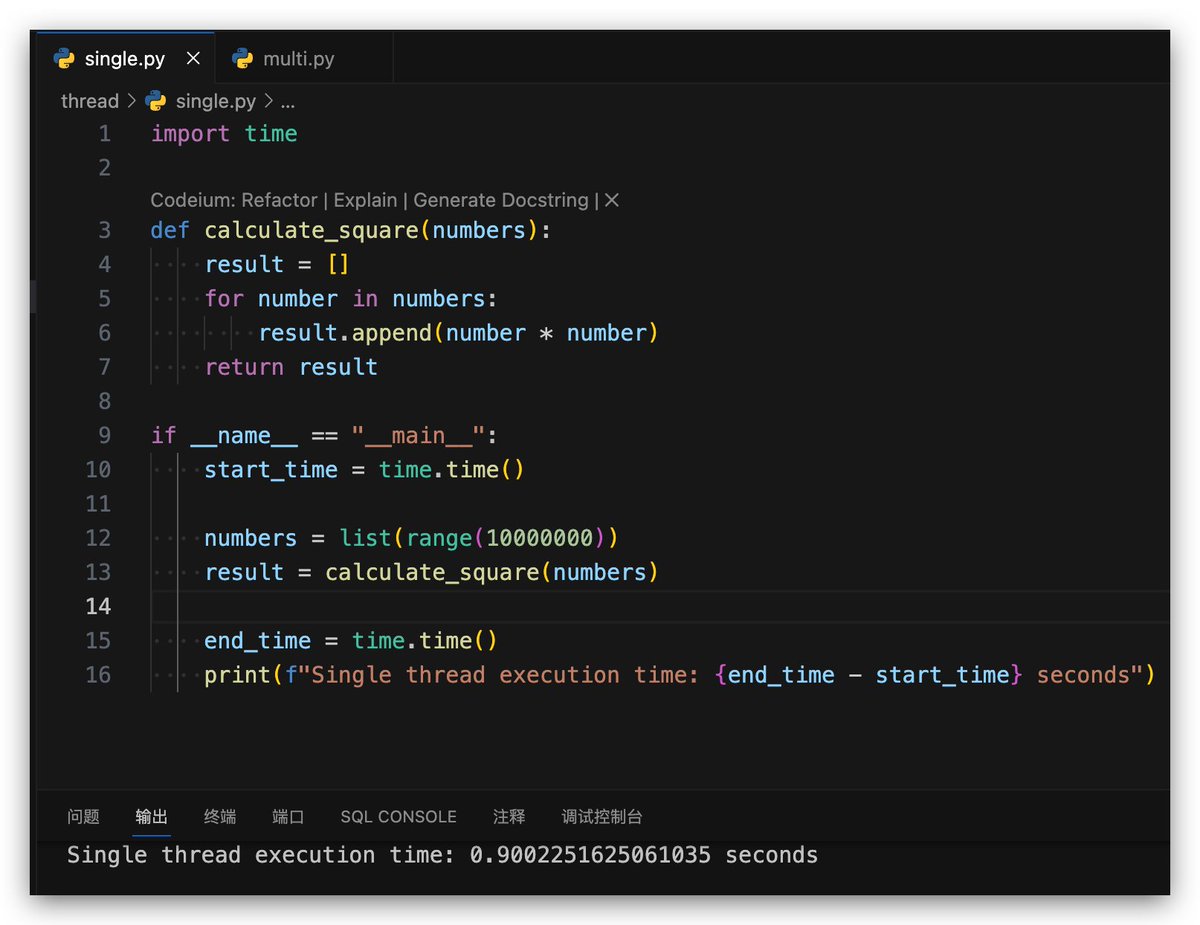 single.py ×   multi.py
thread > single.py > ...
1 import time
2
Codeium: Refactor | Explain | Generate Docstring | ×
3 def calculate_square(numbers):
4     result = []
5     for number in numbers:
6         result.append(number * number)
7     return result
8
9 if __name__ == "__main__":
10     start_time = time.time()
11
12     numbers = list(range(10000000))
13     result = calculate_square(numbers)
14
15     end_time = time.time()
16     print(f"Single thread execution time: {end_time - start_time} seconds")
问题 输出 终端 端口 SQL CONSOLE 注释 调试控制台
Single thread execution time: 0.9002251625061035 seconds